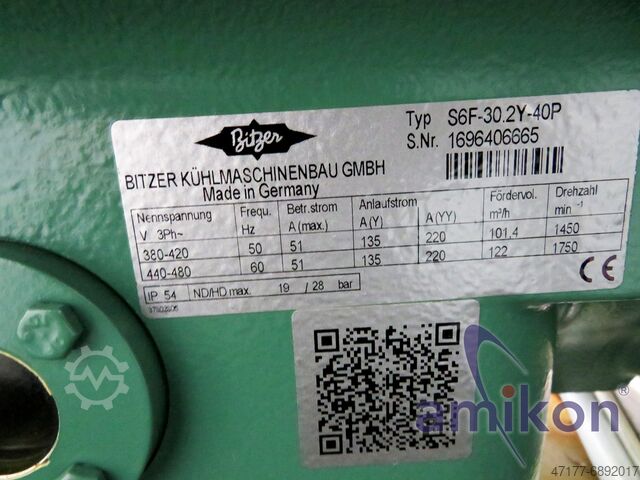 Bitzer
Typ S6F-30.2Y-40P
S.Nr. 1696406665
BITZER KÜHLMASCHINENBAU GMBH
Made in Germany
Nennspannung Frequ. Betr.strom Anlaufstrom Fördervol. Drehzahl
V 3Ph~ Hz A (max.) A (Y) A (YY) m³/h min -1
380-420 50 51 135 220 101,4 1450
440-480 60 51 135 220 122 1750
IP 54 ND/HD max. 19 / 28 bar
CE
amikon
47177-6892017